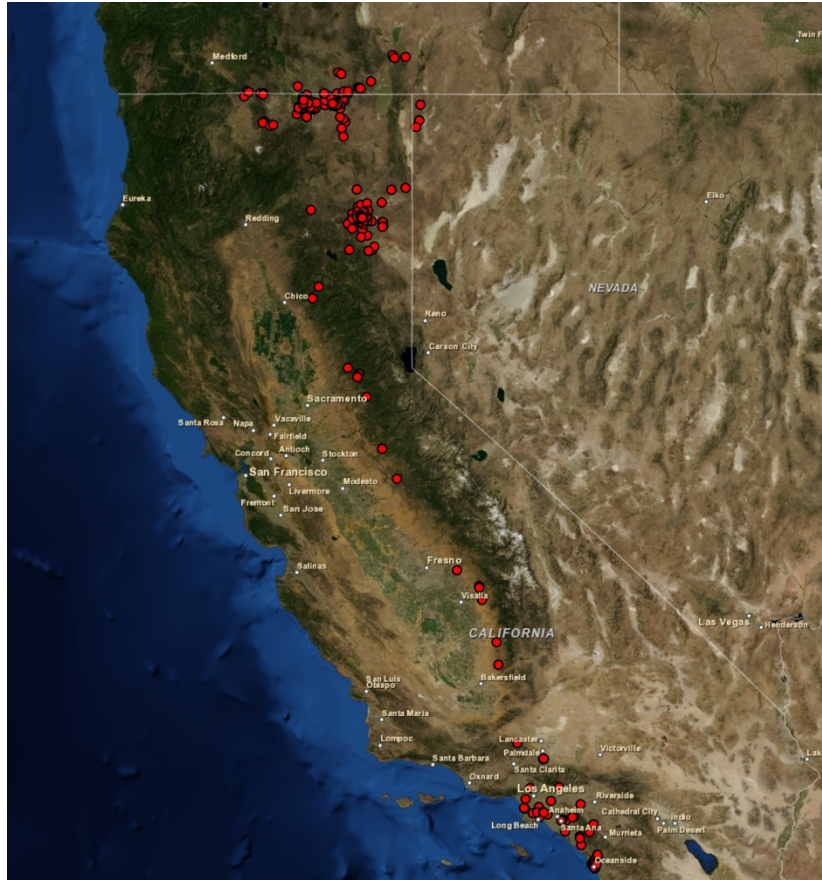 Medford
Twin F
Eureka
Redding
Elko
Chico
NEVADA
Reno
Carson City
Sacramento
Santa Rosa
Napa
Vacaville
Fairfield
Concord
Antioch
Stockton
San Francisco
Livermore
Modesto
Fremont
San Jose
Salinas
Fresno
Visalia
Las Vegas
Henderson
CALIFORNIA
Bakersfield
San Luis
Obispo
Santa Maria
Lompoc
Lancaster
Palmdale
Victorville
Lak
Santa Barbara
Santa Clarita
Oxnard
Los Angeles
Riverside
Anaheim
Cathedral City
Indio
Long Beach
Santa Ana
Murrieta
Palm Desert
Oceanside